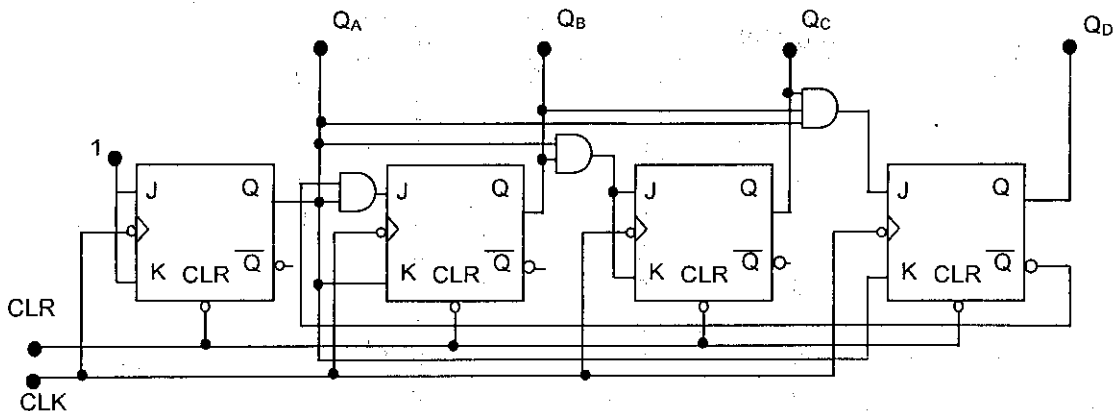 Q_A Q_B Q_C Q_D
1
J Q J Q J Q J Q
Q̅ Q̅ Q̅ Q̅
K CLR K CLR K CLR K CLR
CLR
CLK